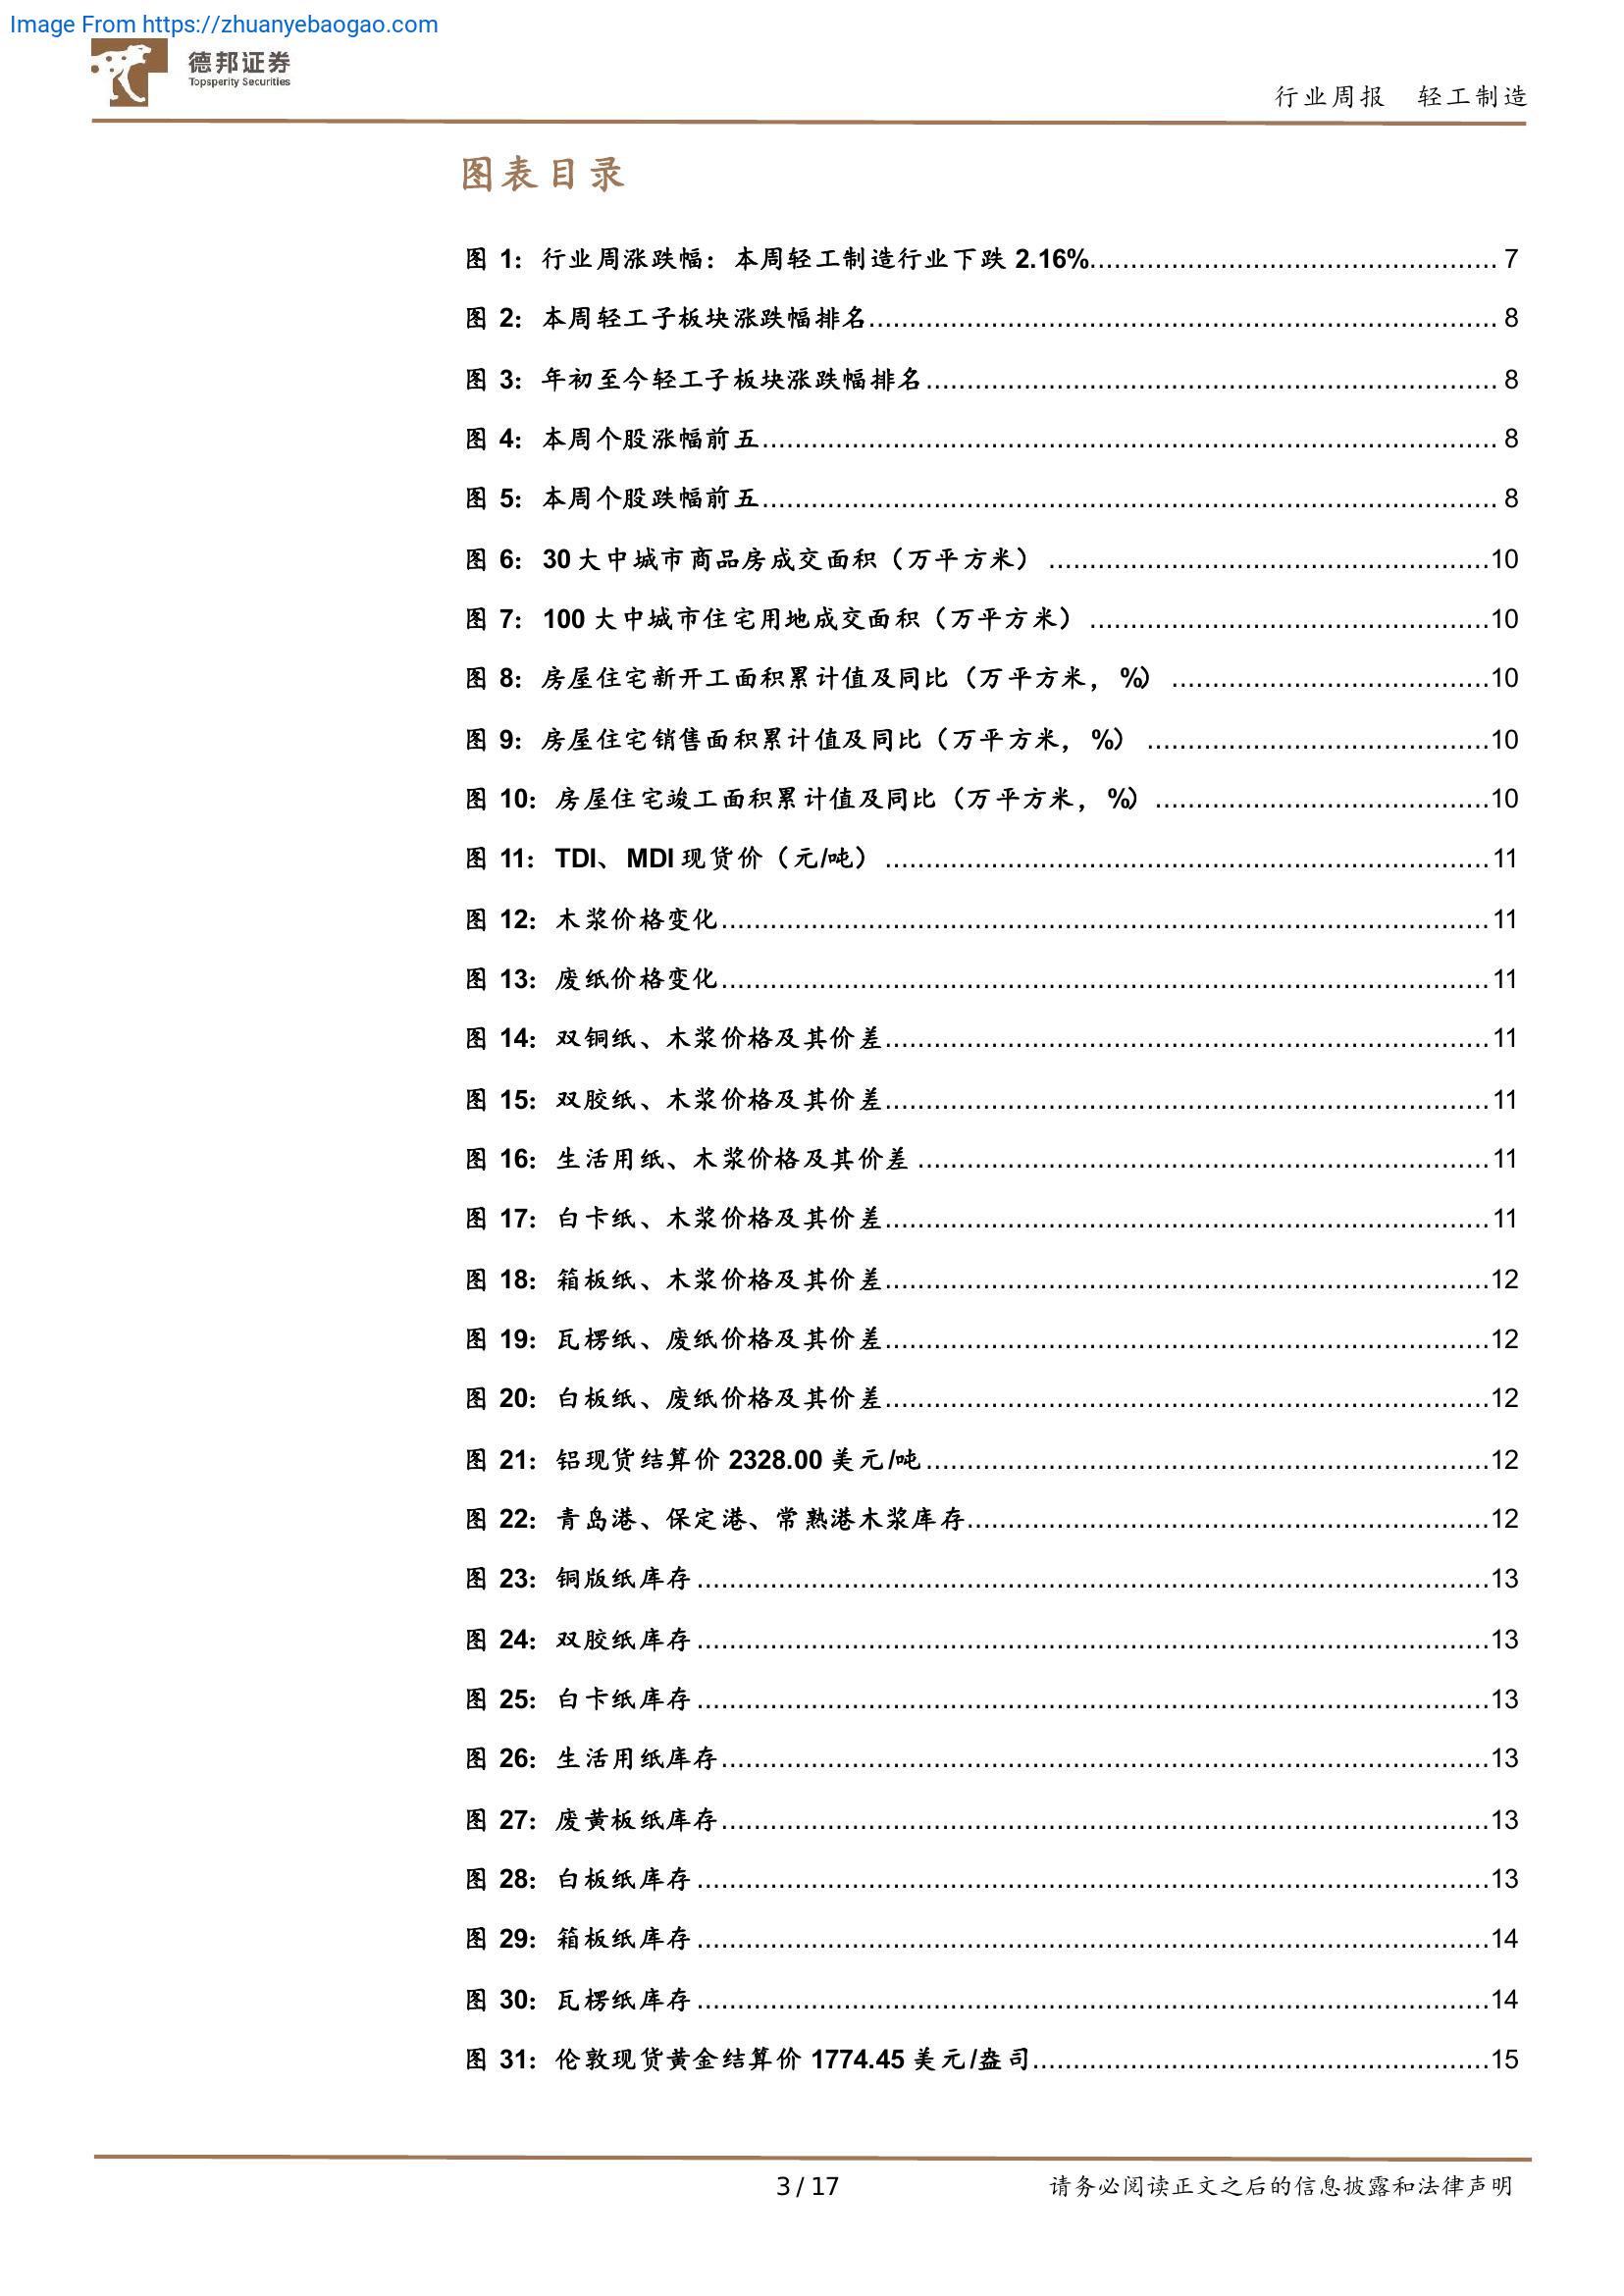 Image From https://zhuanyebaogao.com
德邦证券
Topsperity Securities
行业周报 轻工制造
图表目录
图 1：行业周涨跌幅：本周轻工制造行业下跌 2.16%.................................................. 7
图 2：本周轻工子板块涨跌幅排名............................................................................. 8
图 3：年初至今轻工子板块涨跌幅排名...................................................................... 8
图 4：本周个股涨幅前五.......................................................................................... 8
图 5：本周个股跌幅前五.......................................................................................... 8
图 6：30 大中城市商品房成交面积（万平方米） ......................................................10
图 7：100 大中城市住宅用地成交面积（万平方米） .................................................10
图 8：房屋住宅新开工面积累计值及同比（万平方米，%） .......................................10
图 9：房屋住宅销售面积累计值及同比（万平方米，%） ..........................................10
图 10：房屋住宅竣工面积累计值及同比（万平方米，%） .........................................10
图 11：TDI、MDI 现货价（元/吨） ..........................................................................11
图 12：木浆价格变化..............................................................................................11
图 13：废纸价格变化..............................................................................................11
图 14：双铜纸、木浆价格及其价差..........................................................................11
图 15：双胶纸、木浆价格及其价差..........................................................................11
图 16：生活用纸、木浆价格及其价差 ......................................................................11
图 17：白卡纸、木浆价格及其价差..........................................................................11
图 18：箱板纸、木浆价格及其价差..........................................................................12
图 19：瓦楞纸、废纸价格及其价差..........................................................................12
图 20：白板纸、废纸价格及其价差..........................................................................12
图 21：铝现货结算价 2328.00 美元/吨.....................................................................12
图 22：青岛港、保定港、常熟港木浆库存................................................................12
图 23：铜版纸库存 .................................................................................................13
图 24：双胶纸库存 .................................................................................................13
图 25：白卡纸库存 .................................................................................................13
图 26：生活用纸库存..............................................................................................13
图 27：废黄板纸库存..............................................................................................13
图 28：白板纸库存 .................................................................................................13
图 29：箱板纸库存 .................................................................................................14
图 30：瓦楞纸库存 .................................................................................................14
图 31：伦敦现货黄金结算价 1774.45 美元/盎司........................................................15
3 / 17
请务必阅读正文之后的信息披露和法律声明